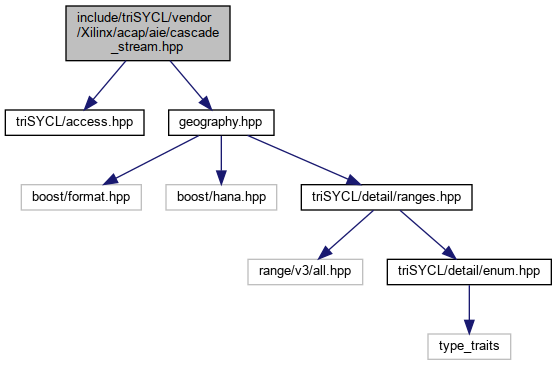 include/triSYCL/vendor
/Xilinx/acap/aie/cascade
_stream.hpp
triSYCL/access.hpp
geography.hpp
boost/format.hpp
boost/hana.hpp
triSYCL/detail/ranges.hpp
range/v3/all.hpp
triSYCL/detail/enum.hpp
type_traits